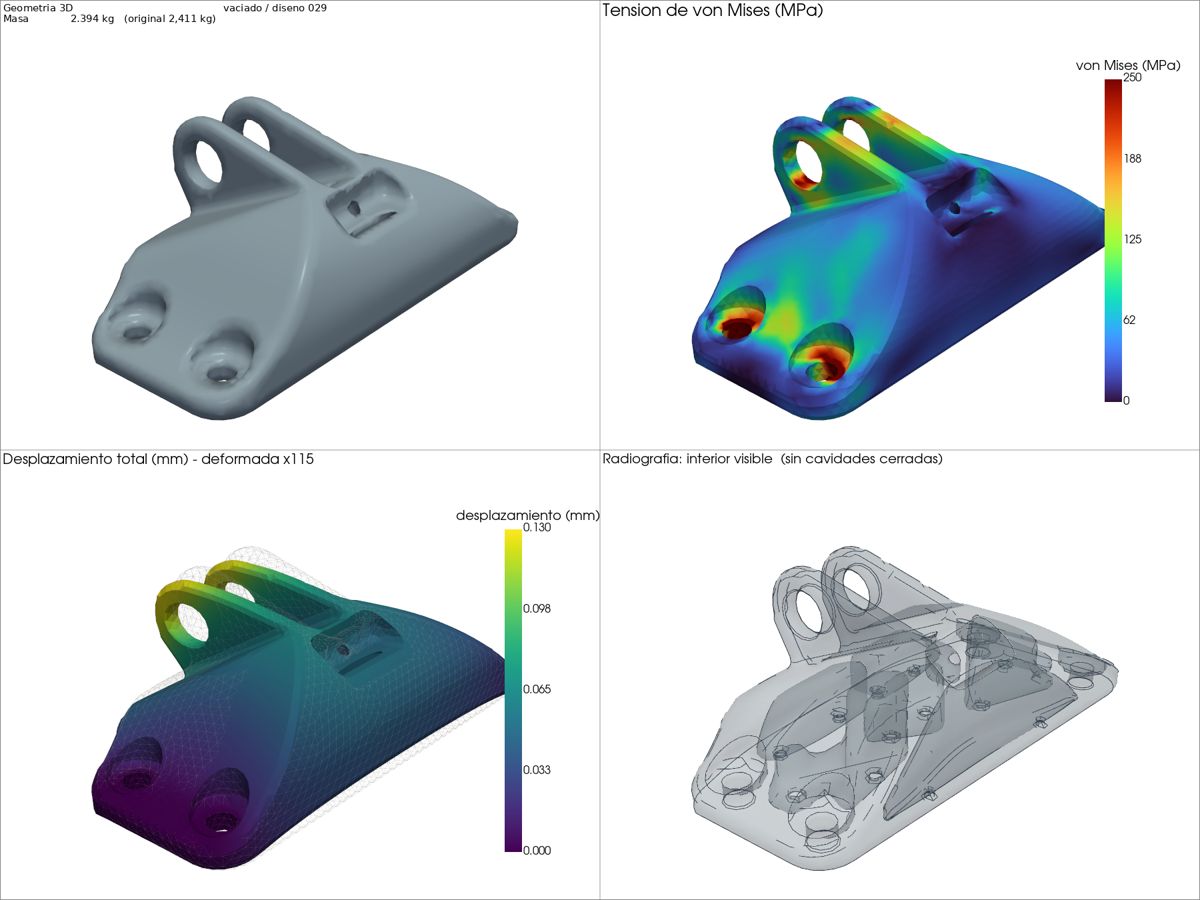 Geometria 3D vaciado / diseno 029
Masa 2.394 kg (original 2,411 kg)
Tension de von Mises (MPa)
von Mises (MPa)
250
188
125
62
0
Desplazamiento total (mm) - deformada x115
desplazamiento (mm)
0.130
0.098
0.065
0.033
0.000
Radiografia: interior visible (sin cavidades cerradas)